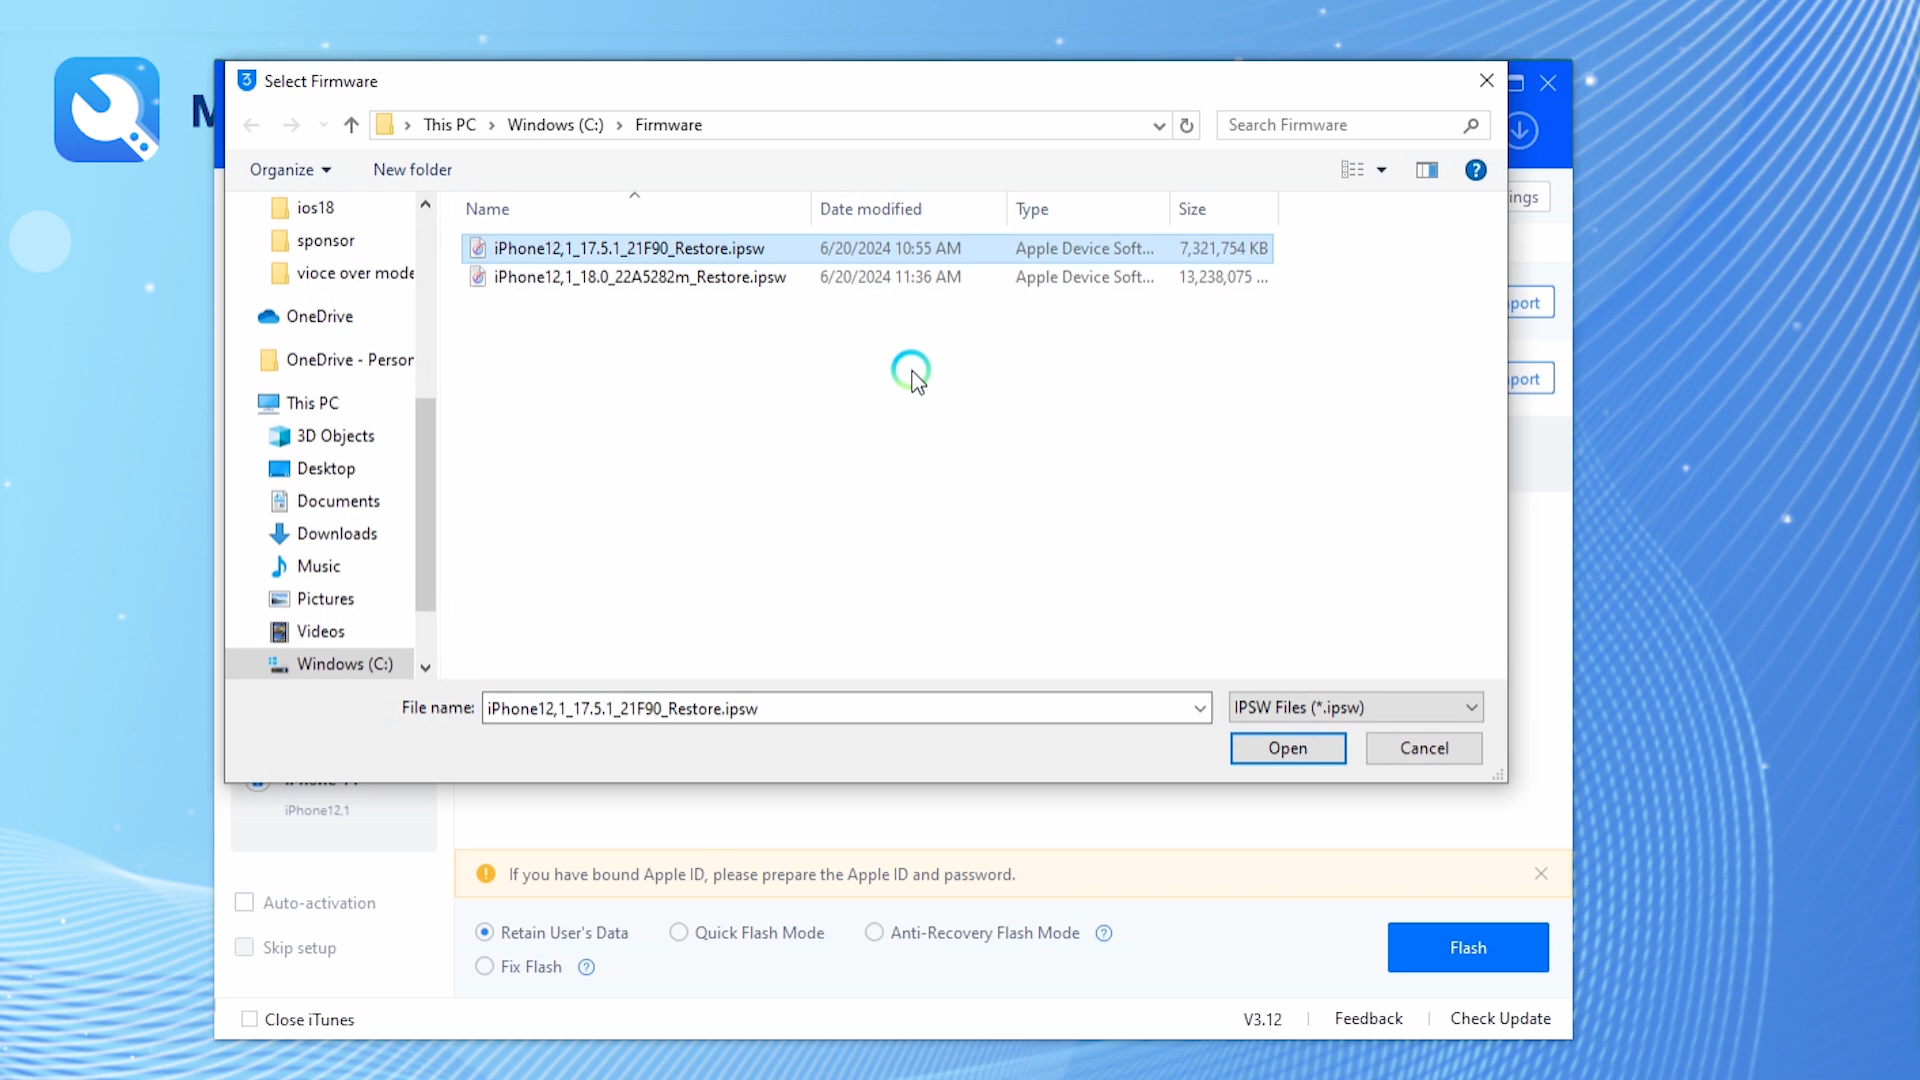 M
Select Firmware
This PC > Windows (C:) > Firmware
Search Firmware
Organize
New folder
ings
ios18
sponsor
vioce over mode
OneDrive
OneDrive - Person
This PC
3D Objects
Desktop
Documents
Downloads
Music
Pictures
Videos
Windows (C:)
Name Date modified Type Size
iPhone12,1_17.5.1_21F90_Restore.ipsw 6/20/2024 10:55 AM Apple Device Soft... 7,321,754 KB
iPhone12,1_18.0_22A5282m_Restore.ipsw 6/20/2024 11:36 AM Apple Device Soft... 13,238,075 ...
port
port
File name: iPhone12,1_17.5.1_21F90_Restore.ipsw
IPSW Files (*.ipsw)
Open
Cancel
iPhone12,1
If you have bound Apple ID, please prepare the Apple ID and password.
Auto-activation
Skip setup
Retain User's Data
Quick Flash Mode
Anti-Recovery Flash Mode
Fix Flash
Flash
Close iTunes
V3.12 | Feedback | Check Update